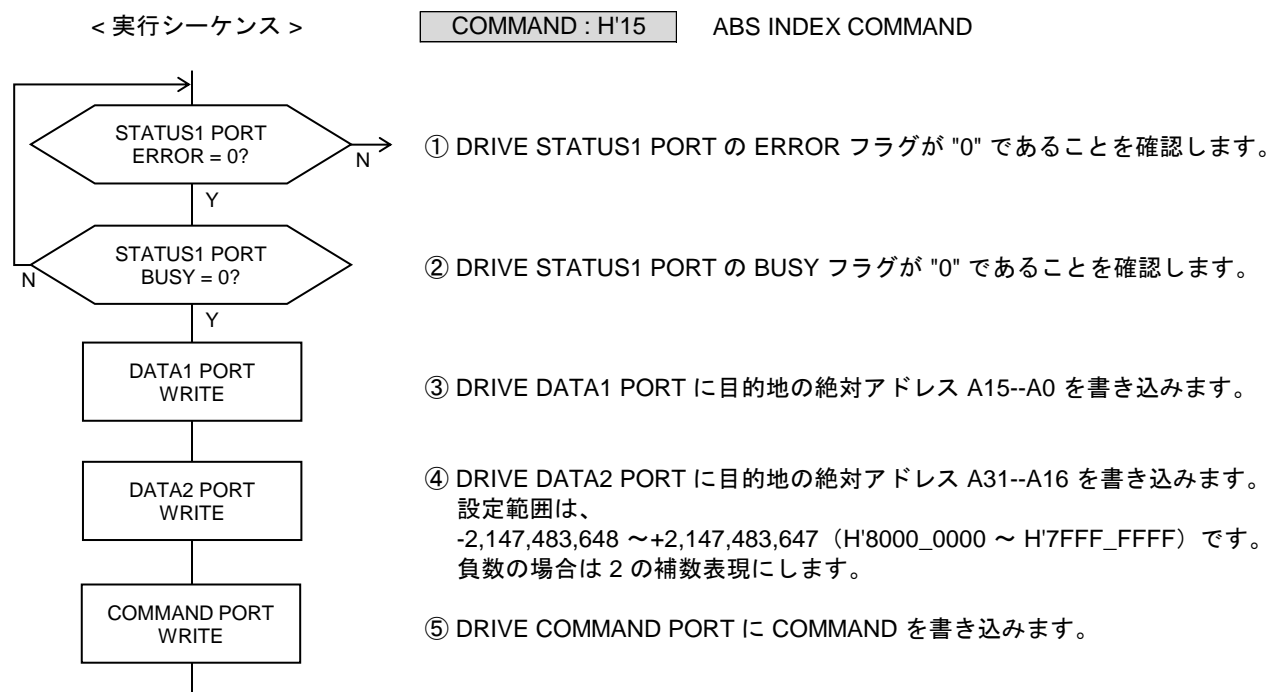 < 実行シーケンス >
COMMAND : H'15
ABS INDEX COMMAND
STATUS1 PORT
ERROR = 0?
N
① DRIVE STATUS1 PORT の ERROR フラグが "0" であることを確認します。
Y
STATUS1 PORT
BUSY = 0?
N
② DRIVE STATUS1 PORT の BUSY フラグが "0" であることを確認します。
Y
DATA1 PORT
WRITE
③ DRIVE DATA1 PORT に目的地の絶対アドレス A15--A0 を書き込みます。
DATA2 PORT
WRITE
④ DRIVE DATA2 PORT に目的地の絶対アドレス A31--A16 を書き込みます。
設定範囲は、
-2,147,483,648 ～+2,147,483,647（H'8000_0000 ～ H'7FFF_FFFF）です。
負数の場合は 2 の補数表現にします。
COMMAND PORT
WRITE
⑤ DRIVE COMMAND PORT に COMMAND を書き込みます。